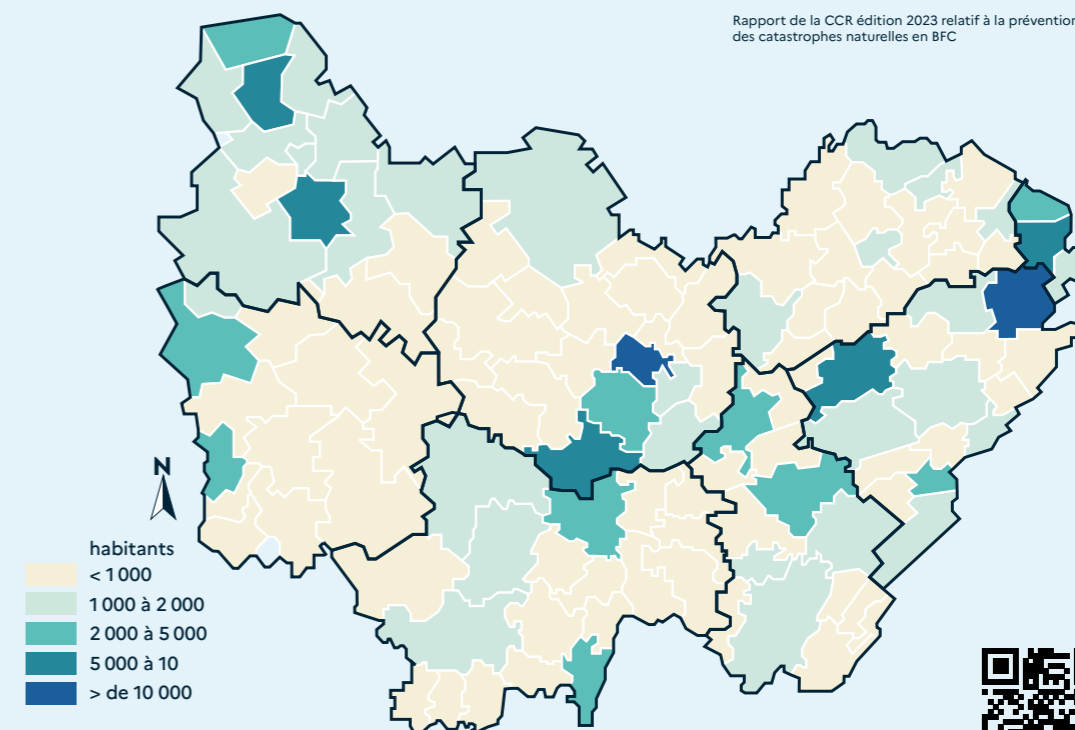 Rapport de la CCR édition 2023 relatif à la prévention
des catastrophes naturelles en BFC
N
habitants
< 1 000
1 000 à 2 000
2 000 à 5 000
5 000 à 10
> de 10 000